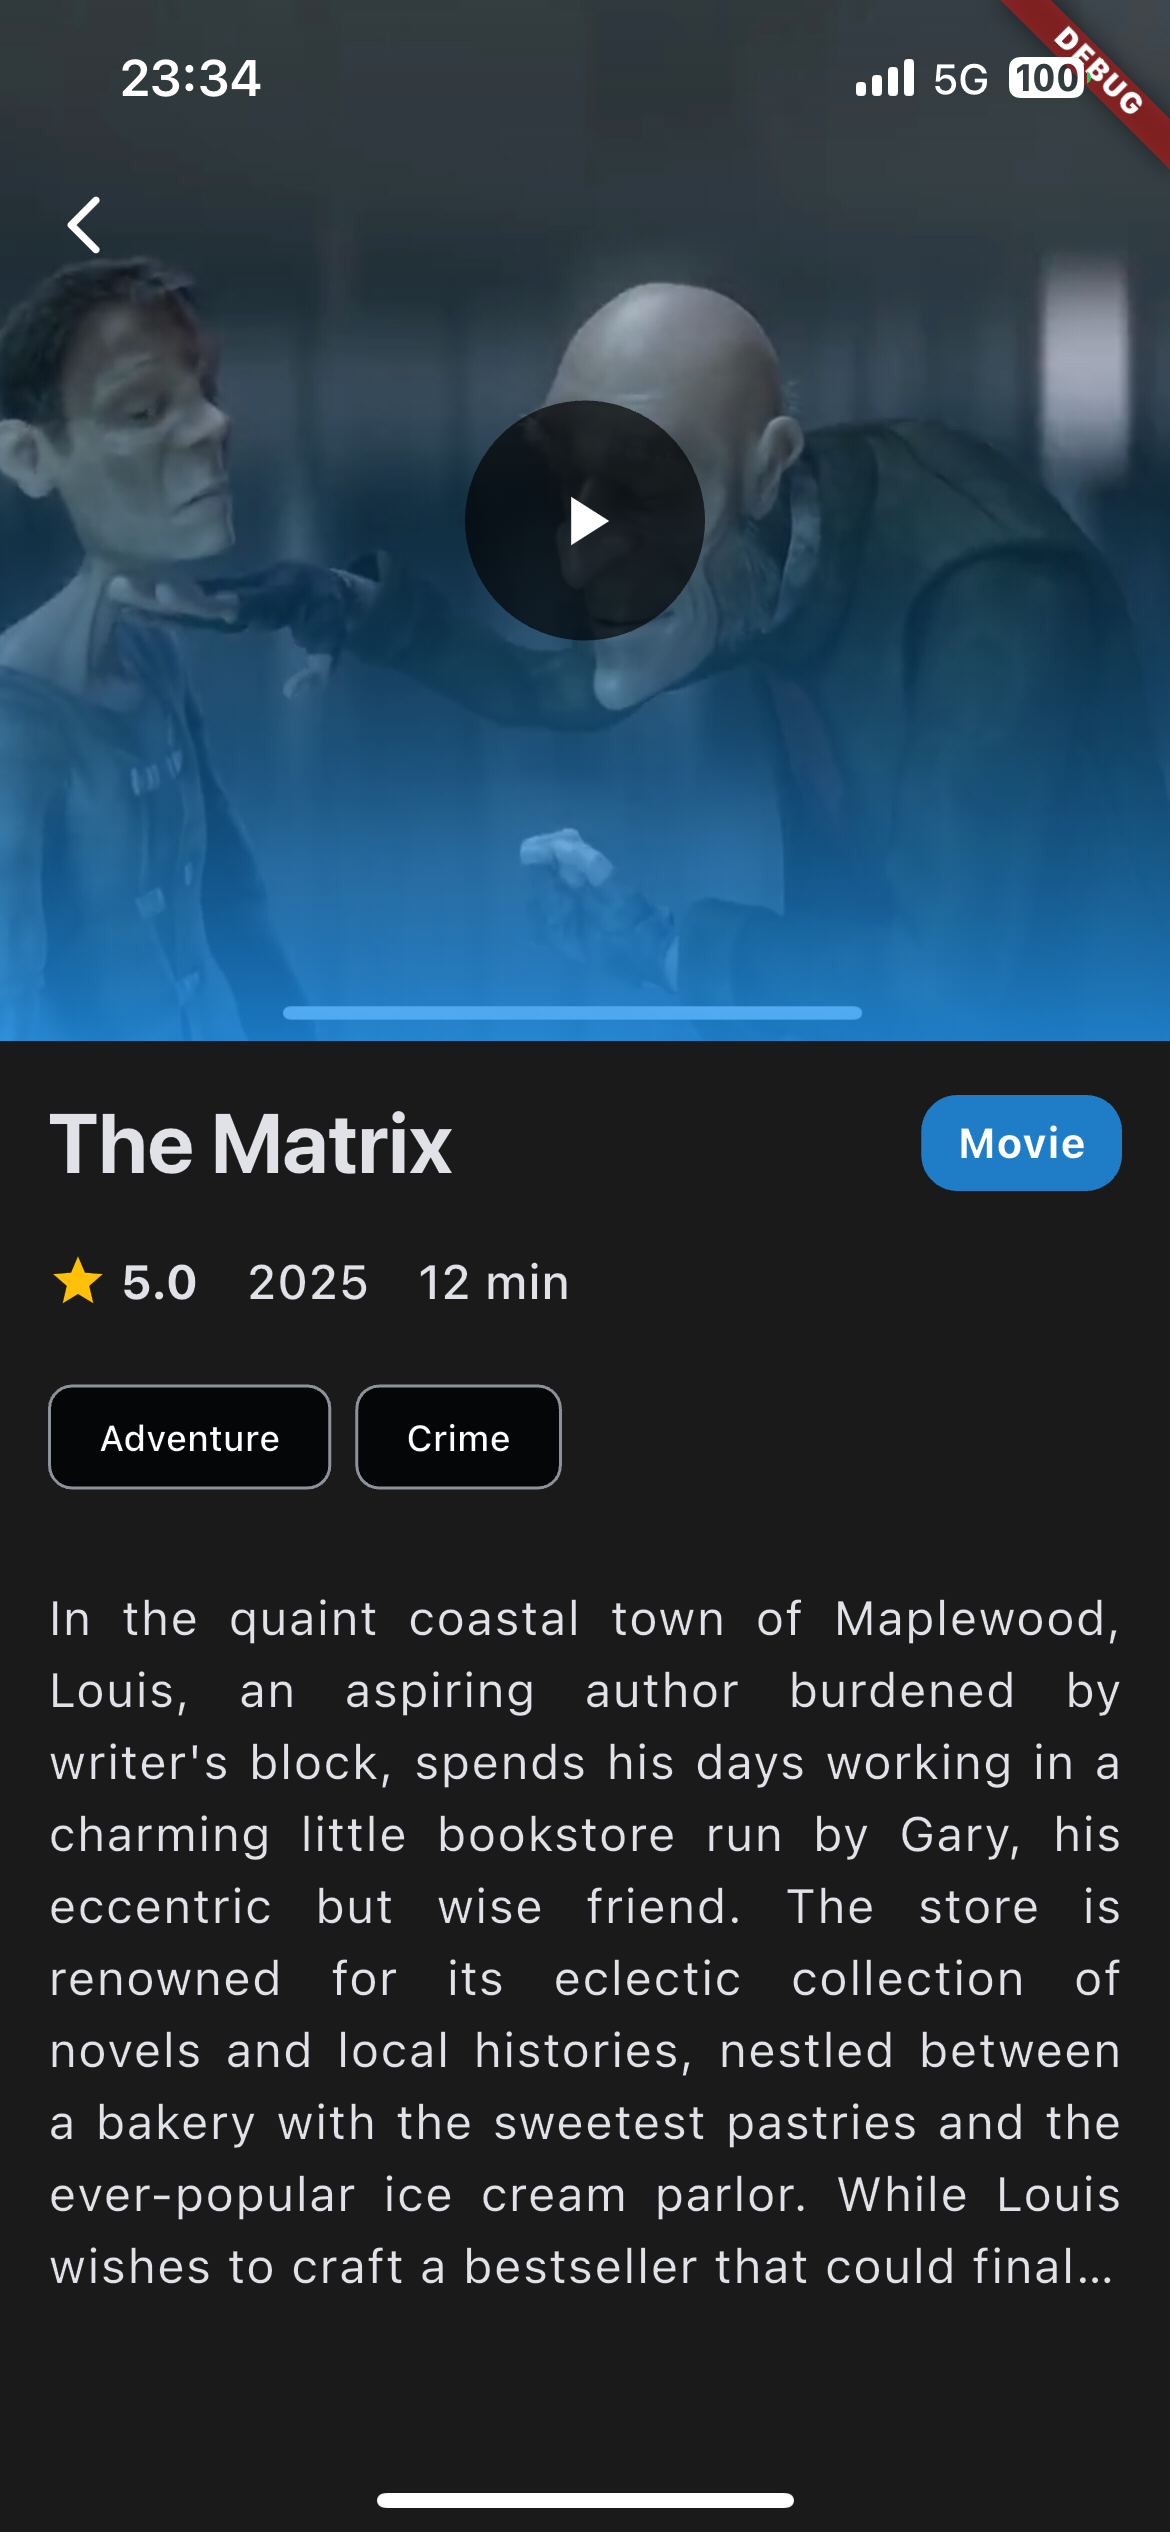 23:34
5G
100
DEBUG
The Matrix
Movie
5.0 2025 12 min
Adventure Crime
In the quaint coastal town of Maplewood,
Louis, an aspiring author burdened by
writer's block, spends his days working in a
charming little bookstore run by Gary, his
eccentric but wise friend. The store is
renowned for its eclectic collection of
novels and local histories, nestled between
a bakery with the sweetest pastries and the
ever-popular ice cream parlor. While Louis
wishes to craft a bestseller that could final...